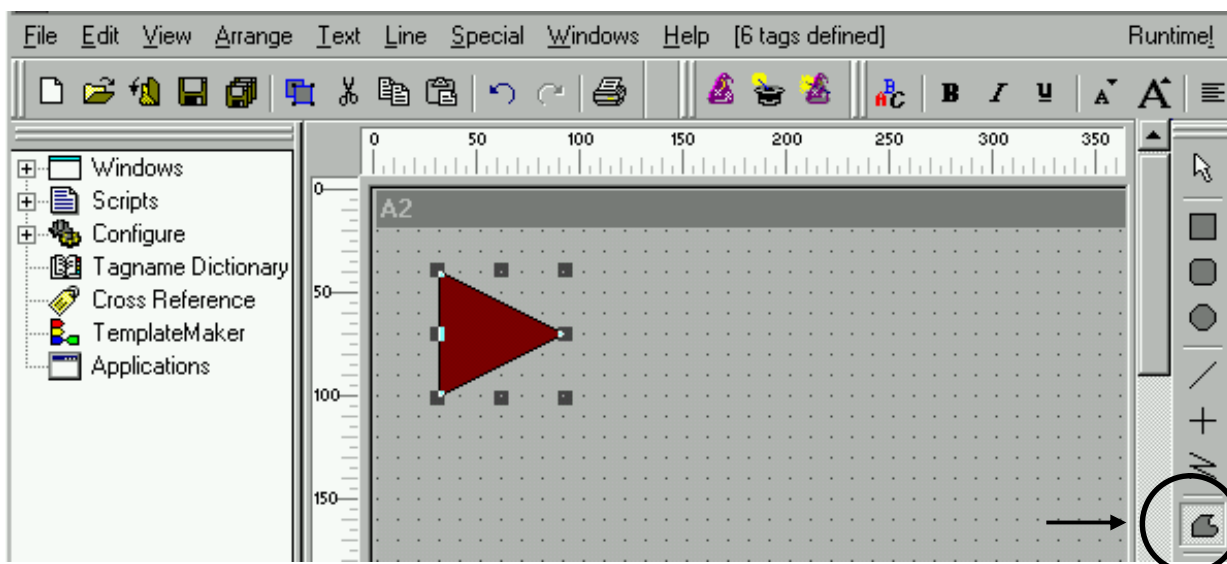 File Edit View Arrange Text Line Special Windows Help [6 tags defined] Runtime!
A B C B I U A A
0 50 100 150 200 250 300 350
Windows
Scripts
Configure
Tagname Dictionary
Cross Reference
TemplateMaker
Applications
0
A2
50
100
150